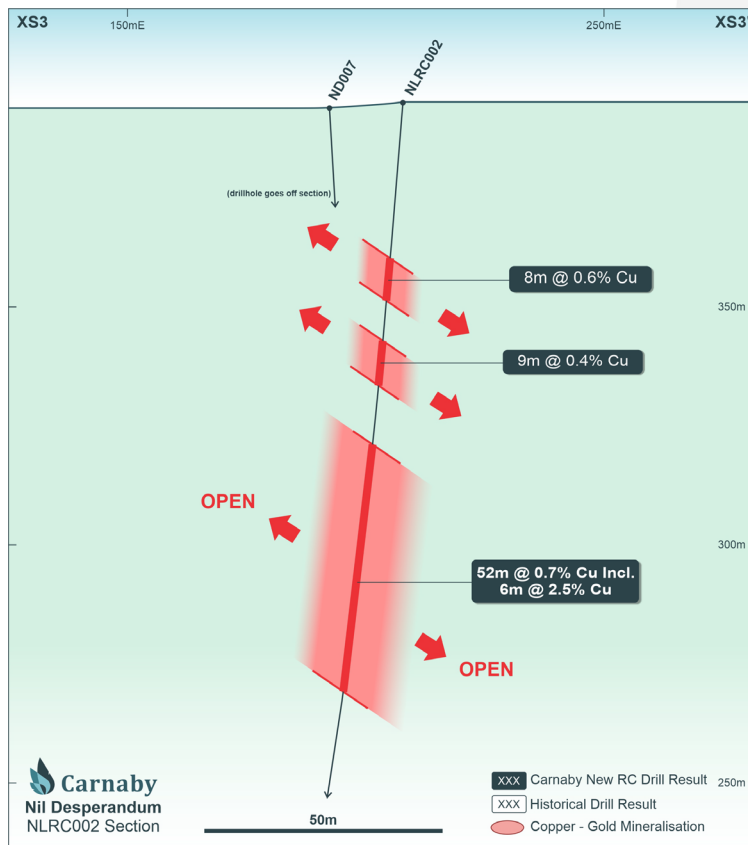 XS3
150mE
250m
XS3'
ND007
NLRC002
(drillhole goes off section)
8m @ 0.6% Cu
350m
9m @ 0.4% Cu
OPEN
300m
52m @ 0.7% Cu Incl.
6m @ 2.5% Cu
OPEN
Carnaby
Nil Desperandum
NLRC002 Section
50m
250m
XXX Carnaby New RC Drill Result
XXX Historical Drill Result
Copper - Gold Mineralisation